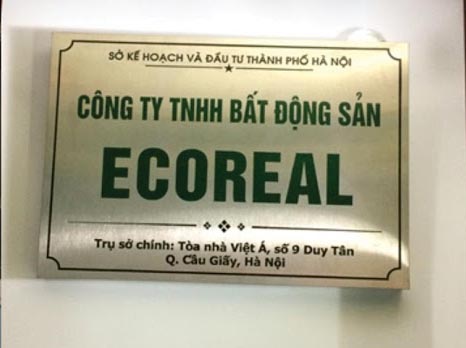 SỞ KẾ HOẠCH VÀ ĐẦU TƯ THÀNH PHỐ HÀ NỘI
CÔNG TY TNHH BẤT ĐỘNG SẢN
ECOREAL
Trụ sở chính: Tòa nhà Việt Á, số 9 Duy Tân
Q. Cầu Giấy, Hà Nội